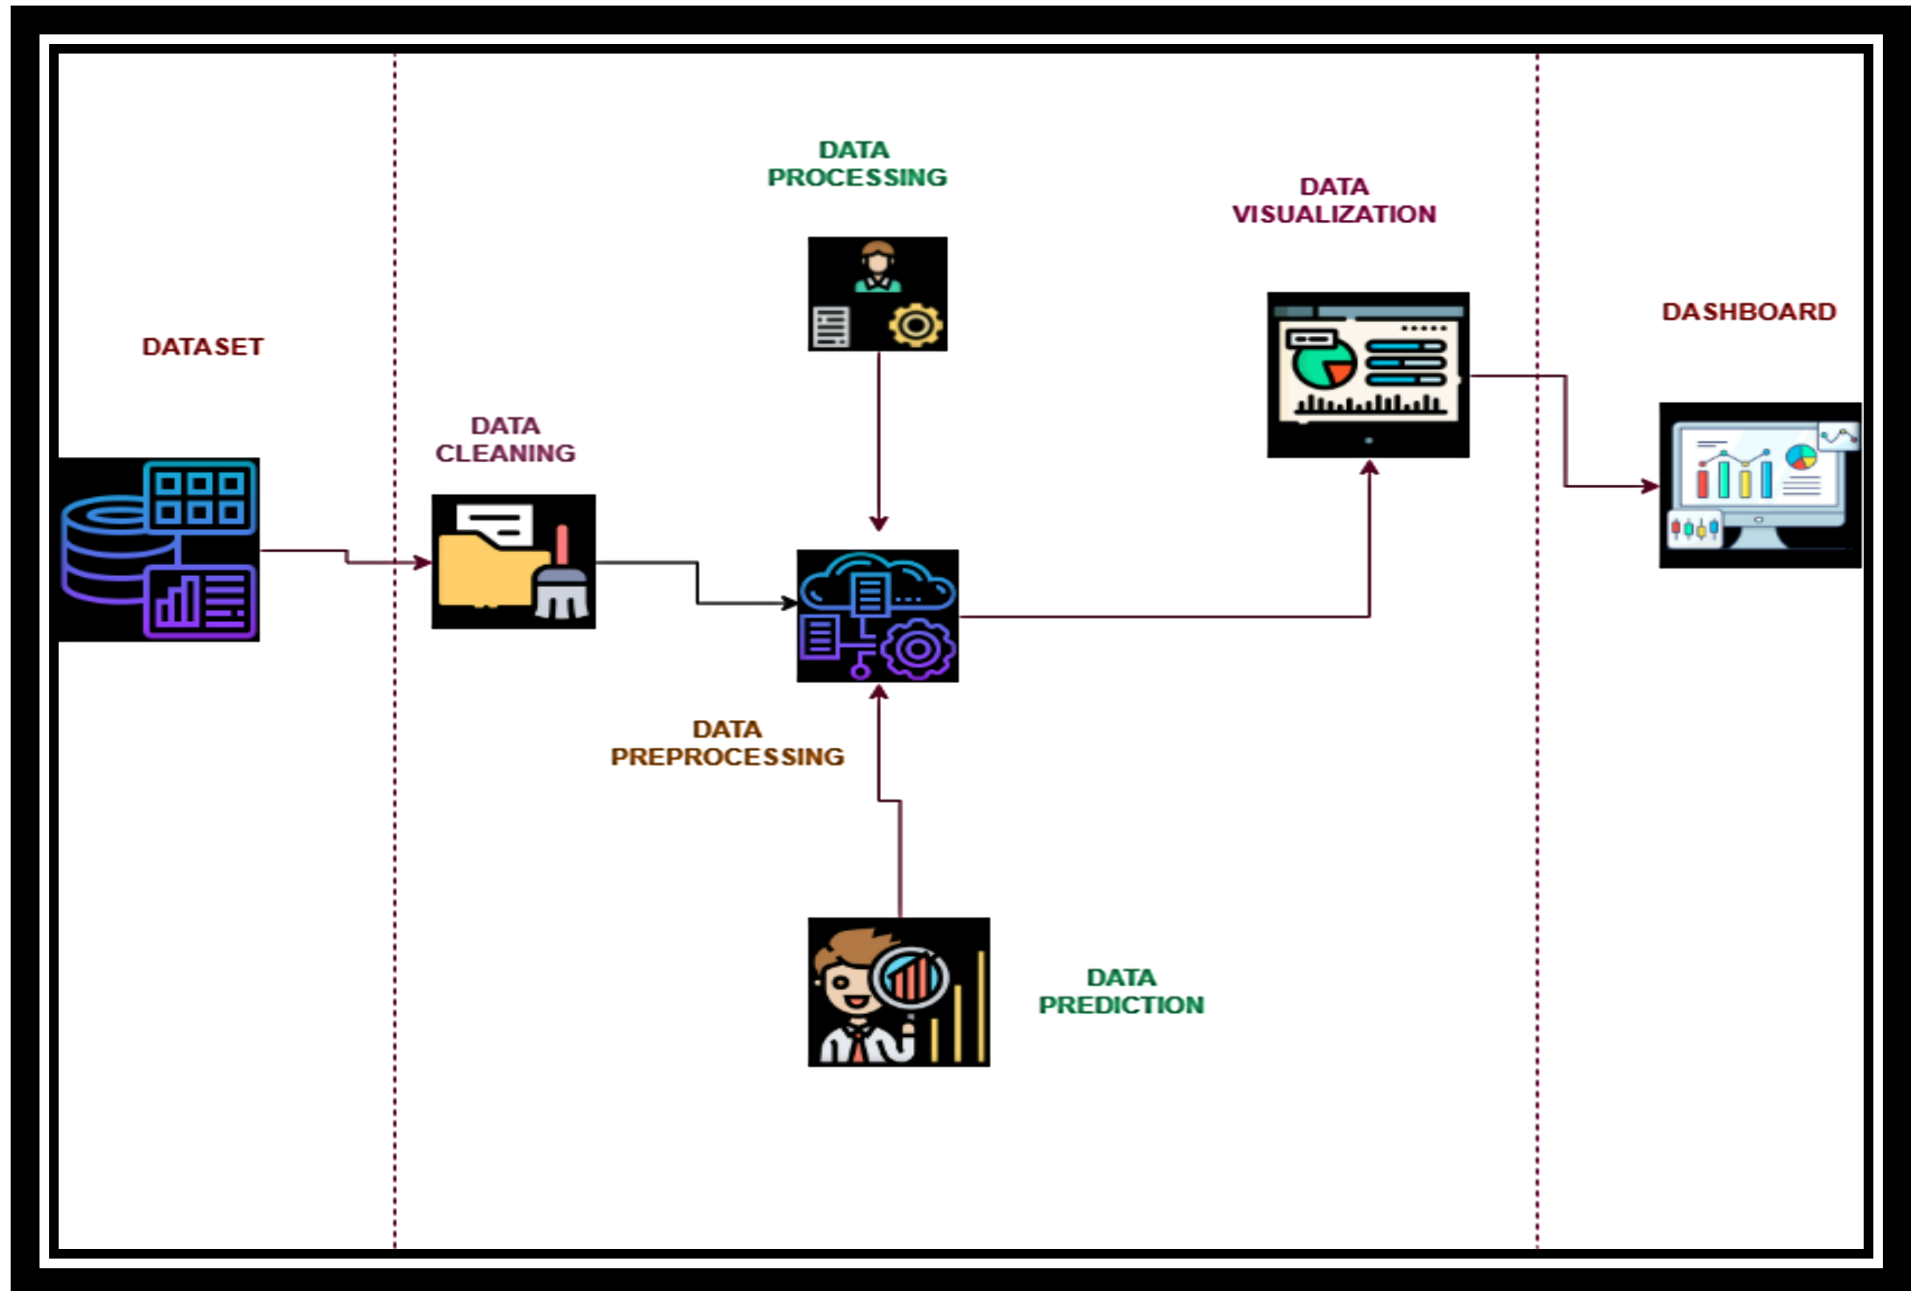 DATA
PROCESSING
DATA
VISUALIZATION
DASHBOARD
DATASET
DATA
CLEANING
DATA
PREPROCESSING
DATA
PREDICTION